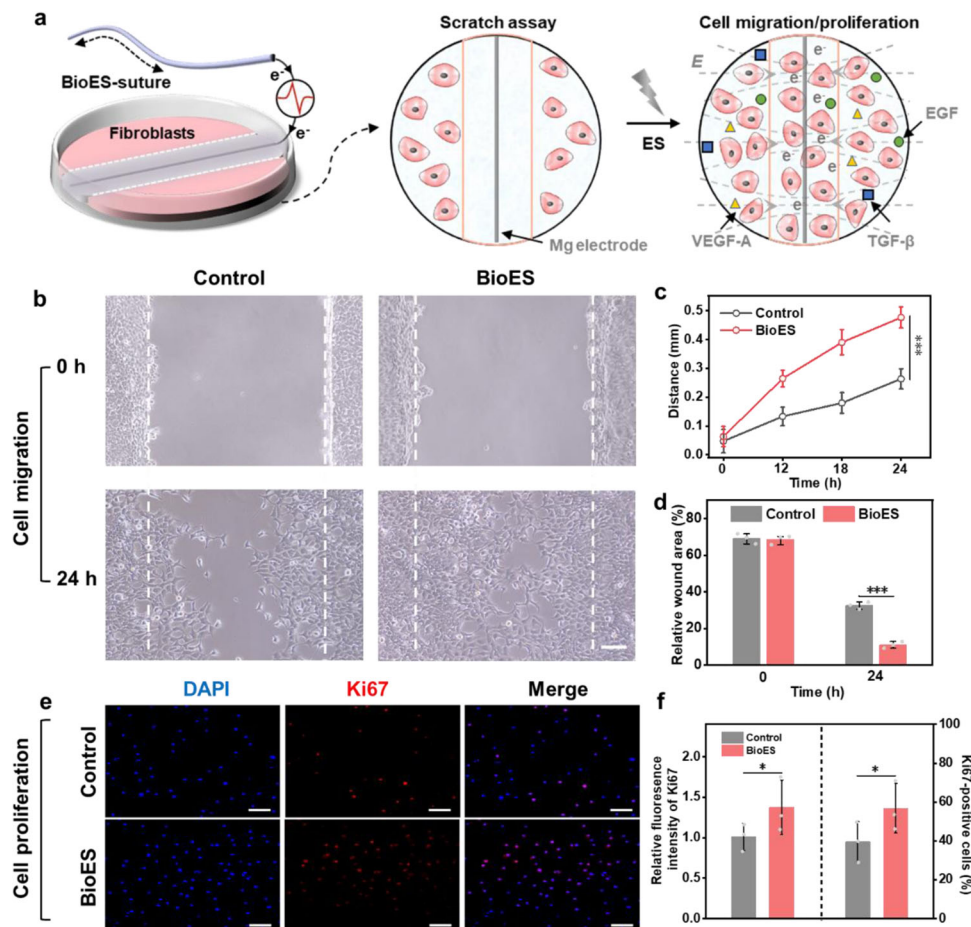 a
BioES-suture
e⁻
e⁻
Fibroblasts
Scratch assay
Mg electrode
ES
Cell migration/proliferation
E
e⁻
e⁻
e⁻
e⁻
e⁻
e⁻
EGF
VEGF-A
TGF-β
b
Control
BioES
Cell migration
0 h
24 h
c
Control
BioES
***
Distance (mm)
0.5
0.4
0.3
0.2
0.1
0.0
0
12
18
24
Time (h)
d
Control
BioES
***
Relative wound area (%)
80
60
40
20
0
0
24
Time (h)
e
DAPI
Ki67
Merge
Cell proliferation
Control
BioES
f
Control
BioES
*
*
Relative fluoresence
intensity of Ki67
2.0
1.5
1.0
0.5
0.0
100
80
60
40
20
0
Ki67-positive
cells (%)